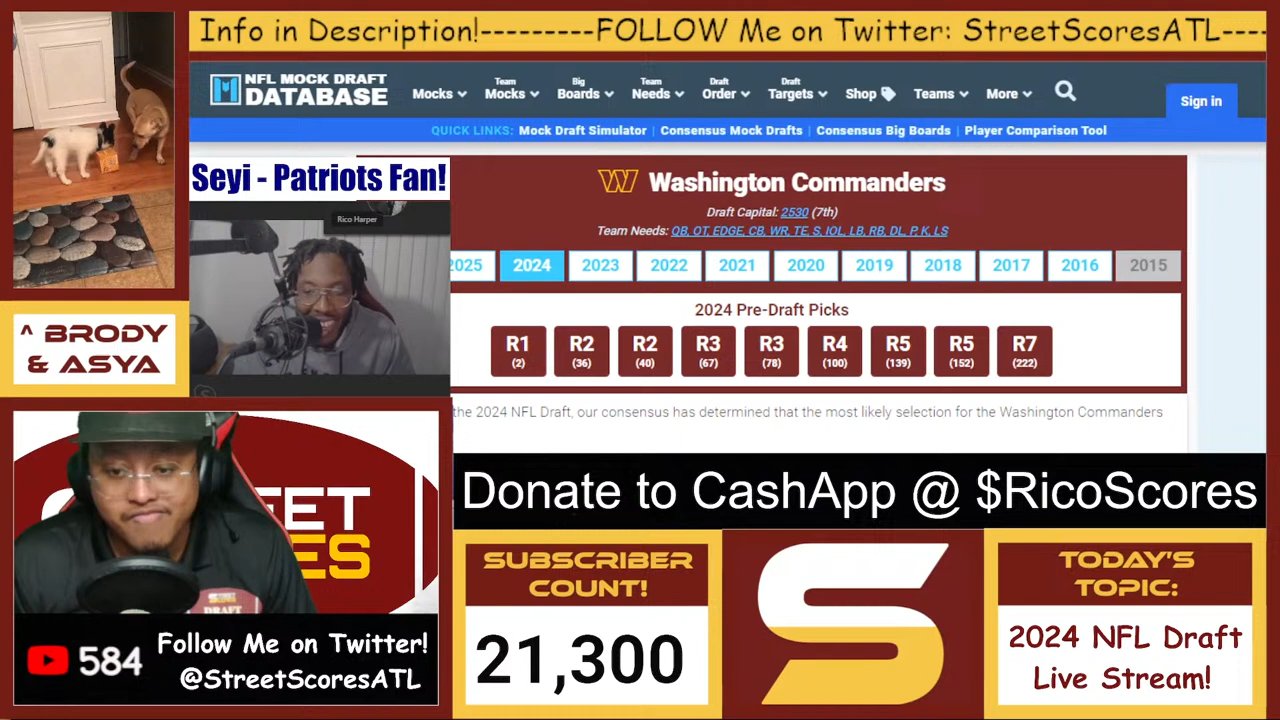 Info in Description!---------FOLLOW Me on Twitter: StreetScoresATL----
NFL MOCK DRAFT
DATABASE
Mocks
Team
Mocks
Big
Boards
Team
Needs
Draft
Order
Draft
Targets
Shop
Teams
More
Sign in
QUICK LINKS: Mock Draft Simulator | Consensus Mock Drafts | Consensus Big Boards | Player Comparison Tool
Seyi - Patriots Fan!
Rico Harper
W Washington Commanders
Draft Capital: 2530 (7th)
Team Needs: QB, OT, EDGE, CB, WR, TE, S, IOL, LB, RB, DL, P, K, LS
2025 2024 2023 2022 2021 2020 2019 2018 2017 2016 2015
2024 Pre-Draft Picks
R1 R2 R2 R3 R3 R4 R5 R5 R7
(2) (36) (40) (67) (78) (100) (139) (152) (222)
the 2024 NFL Draft, our consensus has determined that the most likely selection for the Washington Commanders
^ BRODY
& ASYA
EET
ES
DRAFT
584
Follow Me on Twitter!
@StreetScoresATL
Donate to CashApp @ $RicoScores
SUBSCRIBER
COUNT!
21,300
S
TODAY'S
TOPIC:
2024 NFL Draft
Live Stream!